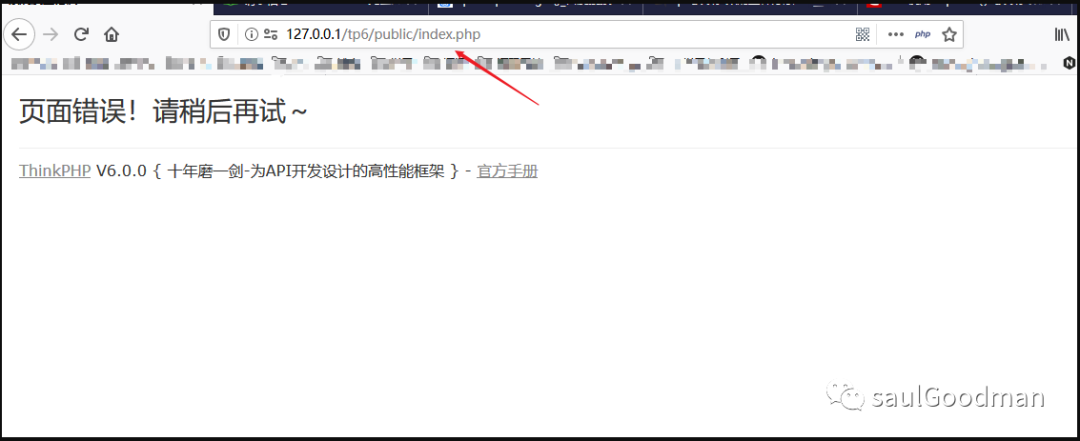 127.0.0.1/tp6/public/index.php
php
页面错误！请稍后再试～
ThinkPHP V6.0.0 { 十年磨一剑-为API开发设计的高性能框架 } - 官方手册
saulGoodman